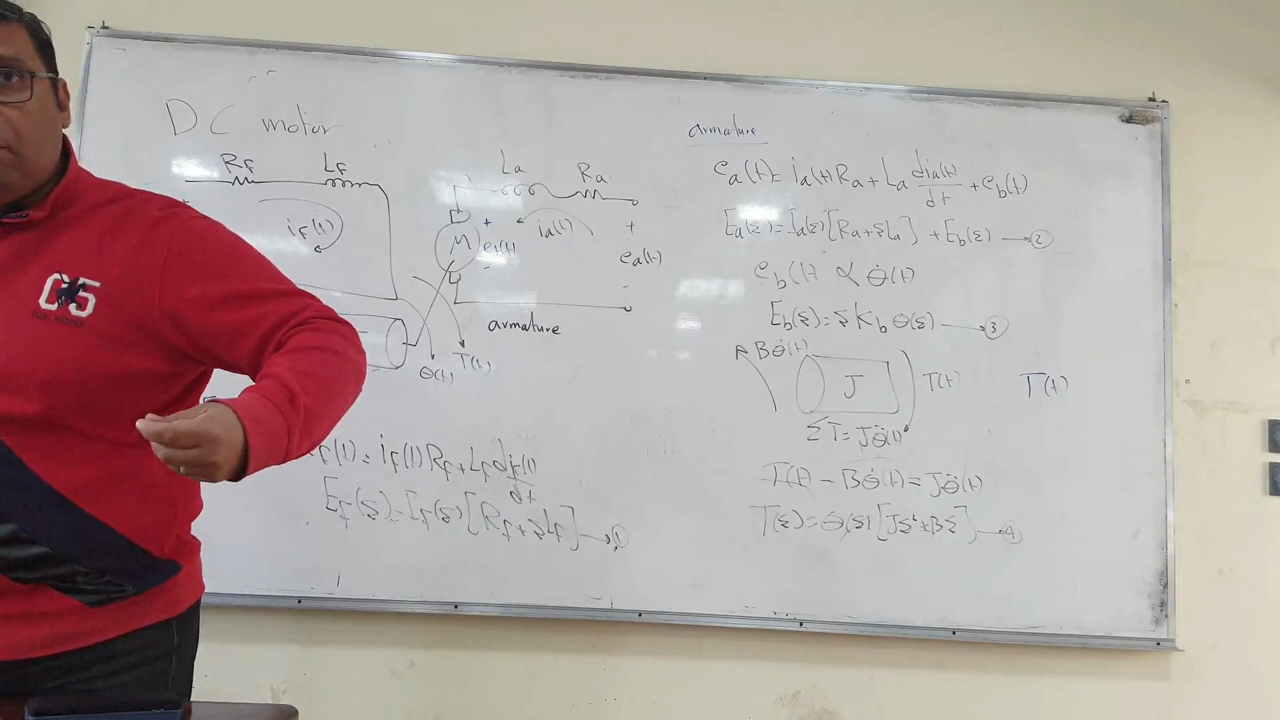 DC motor
Rf Lf
if(t)
La Ra
+
M eb(t)
-
ia(t)
+
ea(t)
-
armature
θ(t) T(t)
f(t) = if(t) Rf + Lf dif(t)/dt
Ef(s) = If(s) [Rf + sLf] → ①
armature
ea(t) = ia(t) Ra + La dia(t)/dt + eb(t)
Ea(s) = Ia(s) [Ra + sLa] + Eb(s) → ②
eb(t) α θ̇(t)
Eb(s) = s Kb θ(s) → ③
Bθ̇(t) J T(t) T(t)
ΣT = Jθ̈(t)
T(t) - Bθ̇(t) = Jθ̈(t)
T(s) = θ(s) [Js² + Bs] → ④
C 5